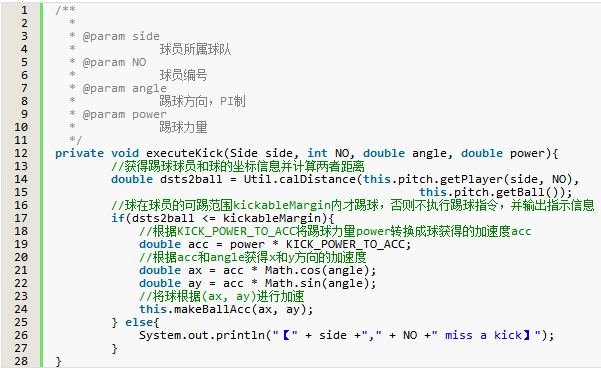 1 /**
2  *
3  * @param side
4  *            球员所属球队
5  * @param NO
6  *            球员编号
7  * @param angle
8  *            踢球方向，PI制
9  * @param power
10  *            踢球力量
11  */
12 private void executeKick(Side side, int NO, double angle, double power){
13         //获得踢球球员和球的坐标信息并计算两者距离
14         double dsts2ball = Util.calDistance(this.pitch.getPlayer(side, NO),
15                                                       this.pitch.getBall());
16         //球在球员的可踢范围kickableMargin内才踢球，否则不执行踢球指令，并输出指示信息
17         if(dsts2ball <= kickableMargin){
18             //根据KICK_POWER_TO_ACC将踢球力量power转换成球获得的加速度acc
19             double acc = power * KICK_POWER_TO_ACC;
20             //根据acc和angle获得x和y方向的加速度
21             double ax = acc * Math.cos(angle);
22             double ay = acc * Math.sin(angle);
23             //将球根据(ax, ay)进行加速
24             this.makeBallAcc(ax, ay);
25         } else{
26             System.out.println("【" + side +"," + NO +" miss a kick】");
27         }
28 }